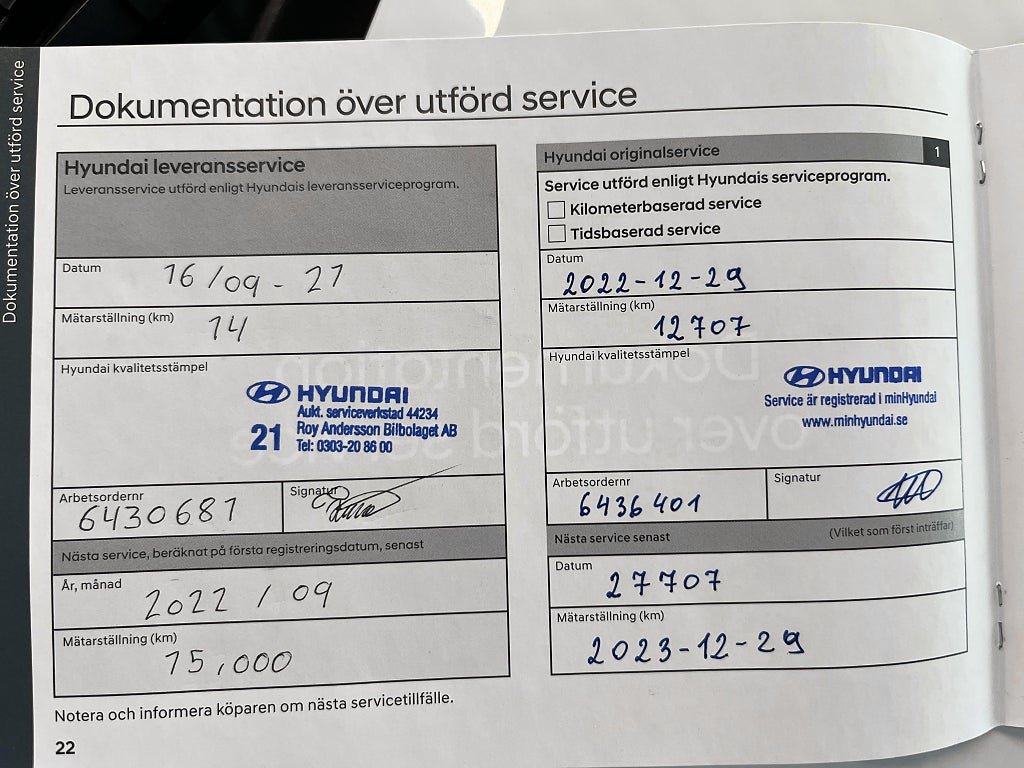 Dokumentation över utförd service
Dokumentation över utförd service
Hyundai leveransservice
Leveransservice utförd enligt Hyundais leveransserviceprogram.
Datum
16/09-21
Mätarställning (km)
14
Hyundai kvalitetsstämpel
HYUNDAI
Aukt. serviceverkstad 44234
21 Roy Andersson Bilbolaget AB
Tel: 0303-20 86 00
Arbetsordernr
6430681
Signatur
Nästa service, beräknat på första registreringsdatum, senast
År, månad
2022 / 09
Mätarställning (km)
15,000
Notera och informera köparen om nästa servicetillfälle.
22
Hyundai originalservice 1
Service utförd enligt Hyundais serviceprogram.
Kilometerbaserad service
Tidsbaserad service
Datum
2022-12-29
Mätarställning (km)
12707
Hyundai kvalitetsstämpel
HYUNDAI
Service är registrerad i minHyundai
www.minhyundai.se
Arbetsordernr
6436401
Signatur
Nästa service senast (Vilket som först inträffar)
Datum
27707
Mätarställning (km)
2023-12-29